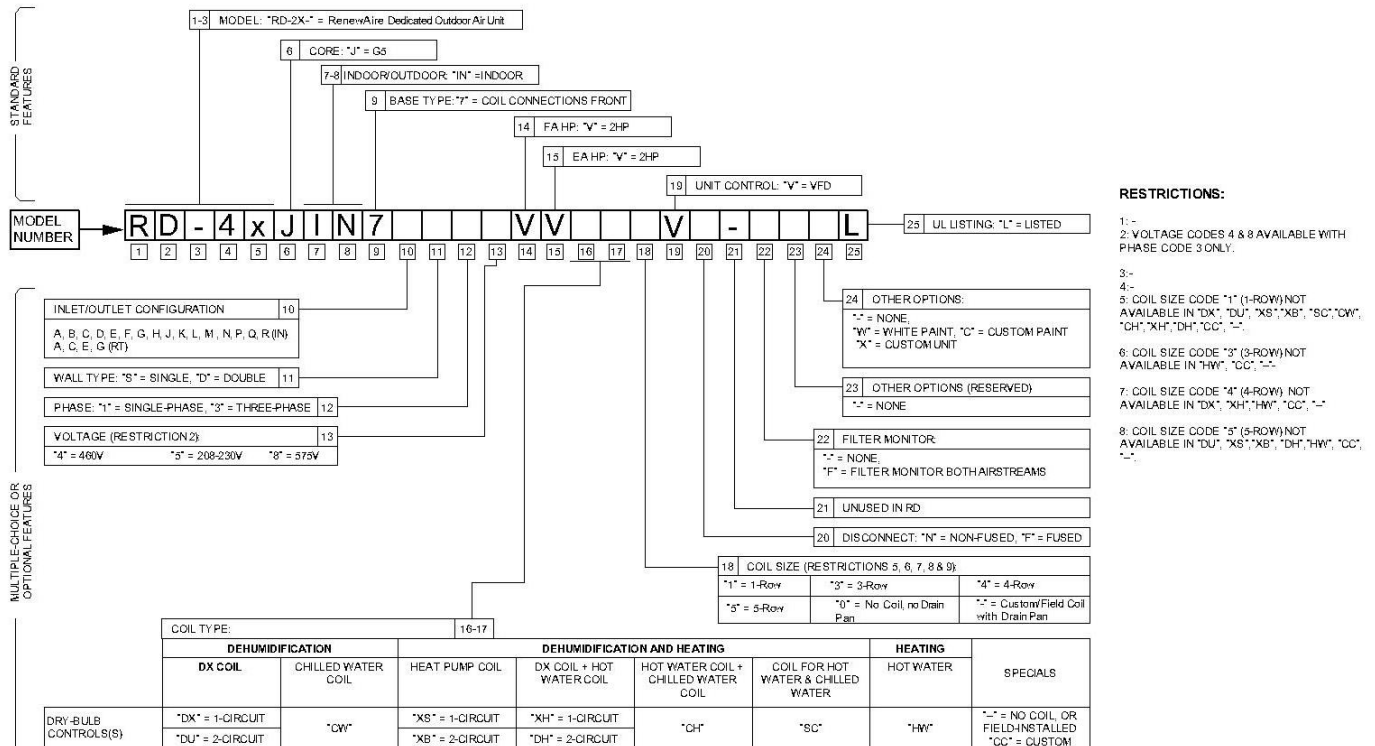 STANDARD
FEATURES
1-3 MODEL: "RD-2X-" = RenewAire Dedicated Outdoor Air Unit
6 CORE: "J" = G5
7-8 INDOOR/OUTDOOR: "IN" =INDOOR
9 BASE TYPE: "7" = COIL CONNECTIONS FRONT
14 FA HP: "V" = 2HP
15 EA HP: "V" = 2HP
19 UNIT CONTROL: "V" = VFD
MODEL
NUMBER
R D - 4 x J I N 7 V V V - L
1 2 3 4 5 6 7 8 9 10 11 12 13 14 15 16 17 18 19 20 21 22 23 24 25
25 UL LISTING: "L" = LISTED
MULTIPLE-CHOICE OR
OPTIONAL FEATURES
INLET/OUTLET CONFIGURATION 10
A, B, C, D, E, F, G, H, J, K, L, M, N, P, Q, R (IN)
A, C, E, G (RT)
WALL TYPE: "S" = SINGLE, "D" = DOUBLE 11
PHASE: "1" = SINGLE-PHASE, "3" = THREE-PHASE 12
VOLTAGE (RESTRICTION 2): 13
"4" = 460V "5" = 208-230V "8" = 575V
24 OTHER OPTIONS:
"-" = NONE,
"W" = WHITE PAINT, "C" = CUSTOM PAINT
"X" = CUSTOM UNIT
23 OTHER OPTIONS (RESERVED)
"-" = NONE
22 FILTER MONITOR:
"-" = NONE,
"F" = FILTER MONITOR BOTH AIRSTREAMS
21 UNUSED IN RD
20 DISCONNECT: "N" = NON-FUSED, "F" = FUSED
18 COIL SIZE (RESTRICTIONS 5, 6, 7, 8 & 9):
"1" = 1-Row "3" = 3-Row "4" = 4-Row
"5" = 5-Row "0" = No Coil, no Drain Pan "-" = Custom/Field Coil with Drain Pan
COIL TYPE: 16-17
DEHUMIDIFICATION DEHUMIDIFICATION AND HEATING HEATING SPECIALS
DX COIL CHILLED WATER COIL HEAT PUMP COIL DX COIL + HOT WATER COIL HOT WATER COIL + CHILLED WATER COIL COIL FOR HOT WATER & CHILLED WATER HOT WATER
DRY-BULB
CONTROLS(S)
"DX" = 1-CIRCUIT "CW" "XS" = 1-CIRCUIT "XH" = 1-CIRCUIT "CH" "SC" "HW" "--" = NO COIL, OR FIELD-INSTALLED
"DU" = 2-CIRCUIT "XB" = 2-CIRCUIT "DH" = 2-CIRCUIT "CC" = CUSTOM
RESTRICTIONS:
1: -
2: VOLTAGE CODES 4 & 8 AVAILABLE WITH
PHASE CODE 3 ONLY.
3:-
4:-
5: COIL SIZE CODE "1" (1-ROW) NOT
AVAILABLE IN "DX", "DU", "XS","XB", "SC","CW",
"CH","XH","DH","CC", "--".
6: COIL SIZE CODE "3" (3-ROW) NOT
AVAILABLE IN "HW", "CC", "--"-
7: COIL SIZE CODE "4" (4-ROW) NOT
AVAILABLE IN "DX", "XH","HW", "CC", "--"
8: COIL SIZE CODE "5" (5-ROW) NOT
AVAILABLE IN "DU", "XS","XB", "DH","HW", "CC",
"--".